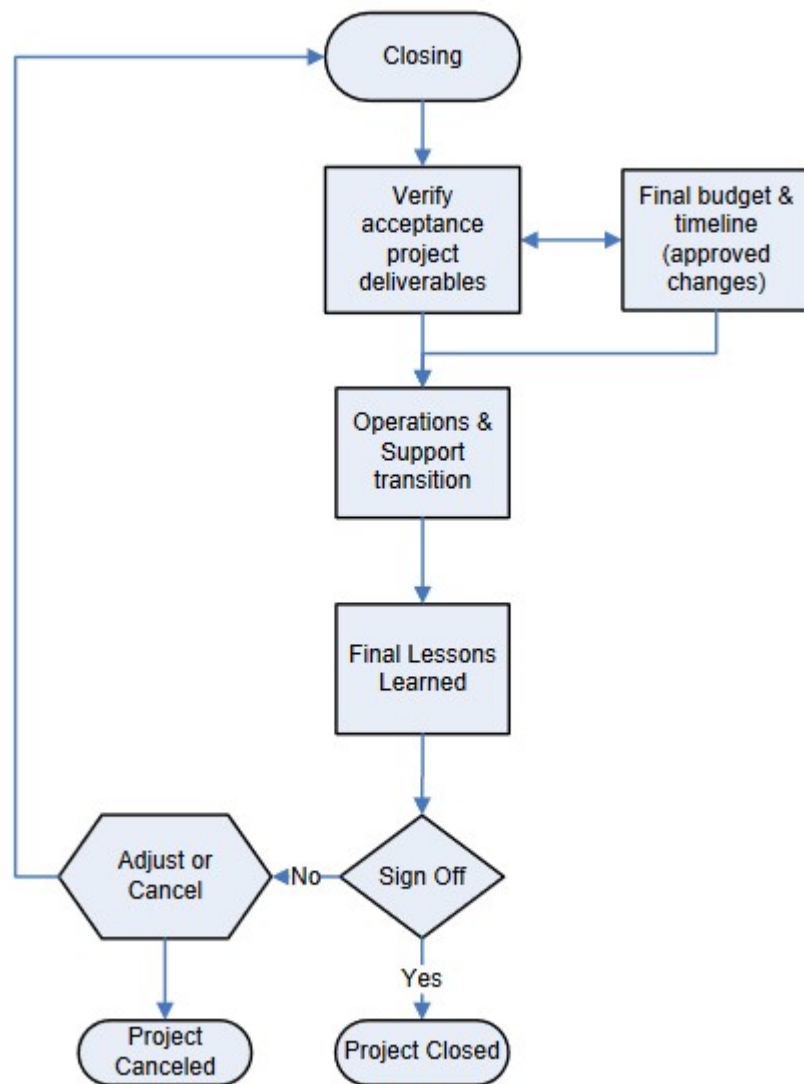 Closing
Verify
acceptance
project
deliverables
Final budget &
timeline
(approved
changes)
Operations &
Support
transition
Final Lessons
Learned
Adjust or
Cancel
No
Sign Off
Yes
Project
Canceled
Project Closed